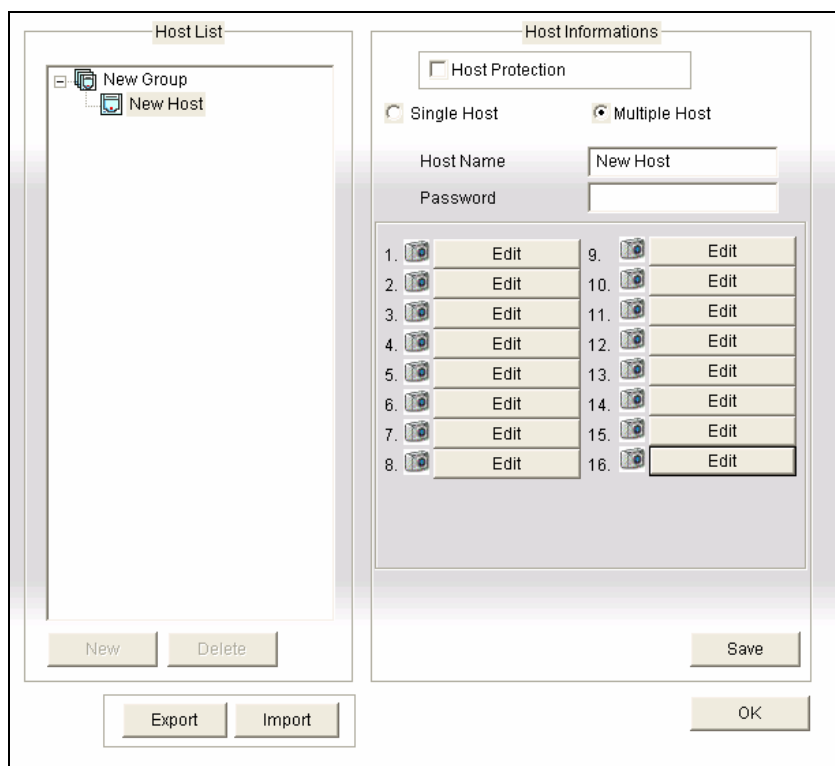 Host List
New Group
New Host
New
Delete
Export
Import
Host Informations
Host Protection
Single Host
Multiple Host
Host Name
New Host
Password
1. Edit
2. Edit
3. Edit
4. Edit
5. Edit
6. Edit
7. Edit
8. Edit
9. Edit
10. Edit
11. Edit
12. Edit
13. Edit
14. Edit
15. Edit
16. Edit
Save
OK